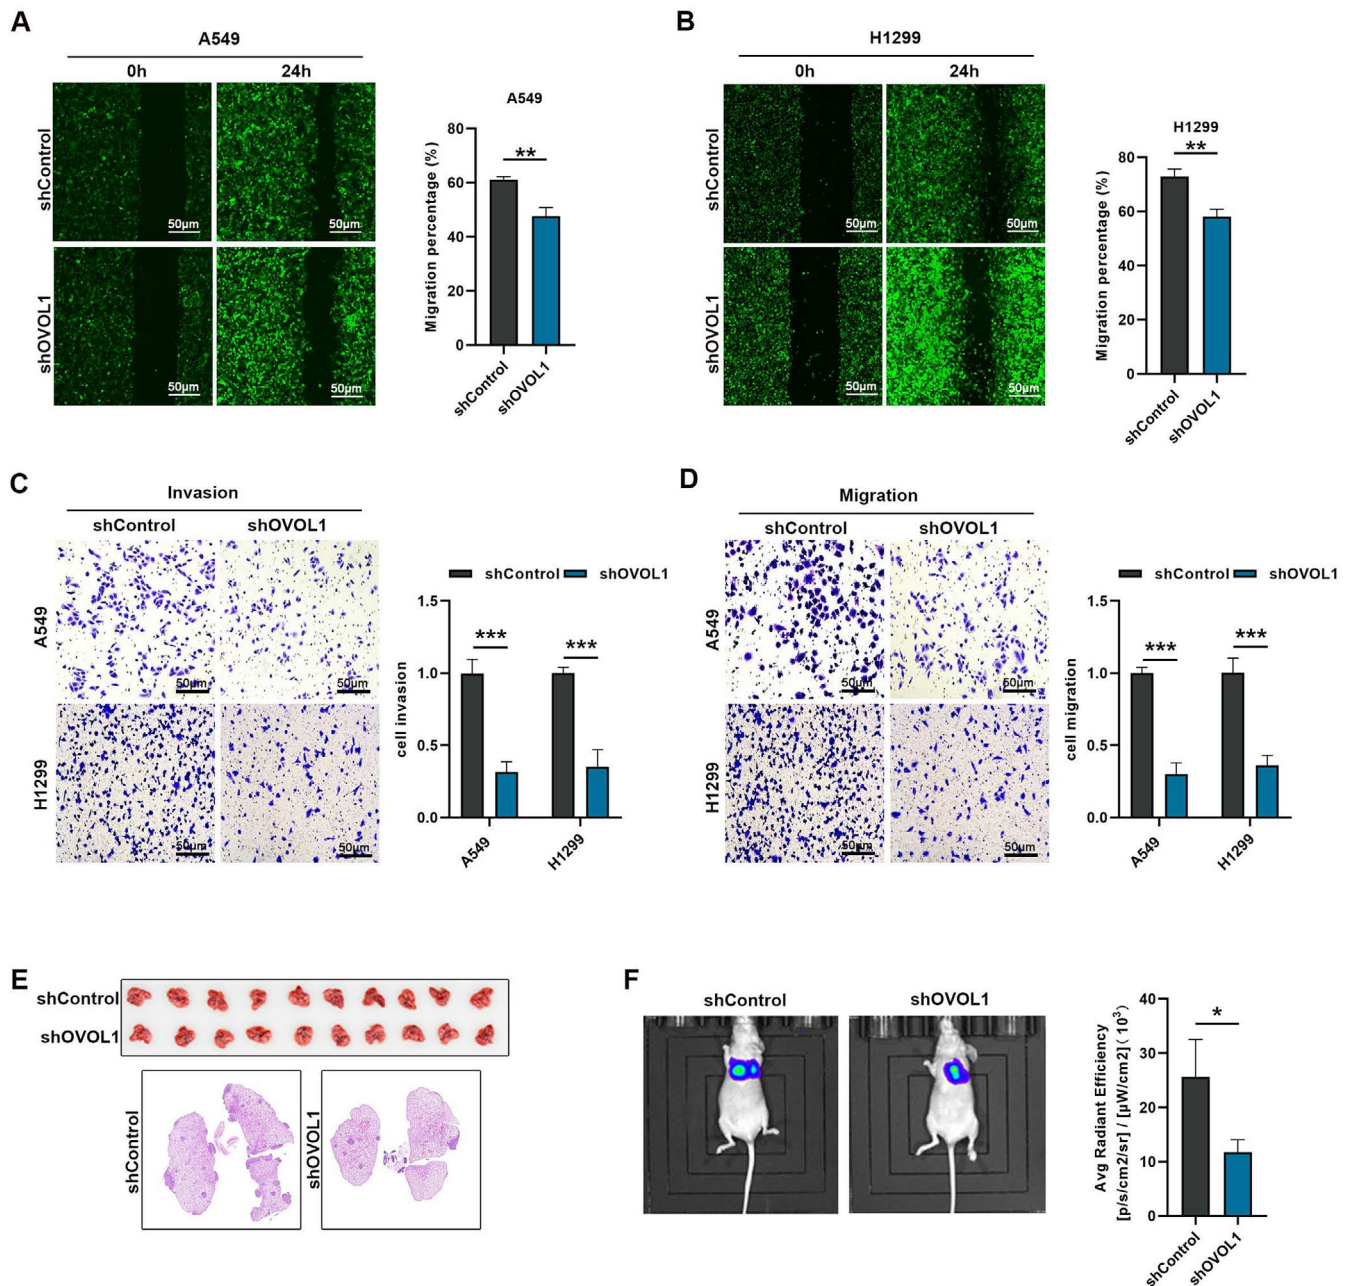 A
A549
0h
24h
shControl
50μm
50μm
shOVOL1
50μm
50μm
A549
**
Migration percentage (%)
80
60
40
20
0
shControl
shOVOL1
B
H1299
0h
24h
shControl
50μm
50μm
shOVOL1
50μm
50μm
H1299
**
Migration percentage (%)
80
60
40
20
0
shControl
shOVOL1
C
Invasion
shControl
shOVOL1
A549
50μm
50μm
H1299
50μm
50μm
shControl
shOVOL1
cell invasion
1.5
1.0
0.5
0.0
***
***
A549
H1299
D
Migration
shControl
shOVOL1
A549
50μm
50μm
H1299
50μm
50μm
shControl
shOVOL1
cell migration
1.5
1.0
0.5
0.0
***
***
A549
H1299
E
shControl
shOVOL1
shControl
shOVOL1
F
shControl
shOVOL1
Avg Radiant Efficiency
[p/s/cm2/sr] / [μW/cm2] (10³)
40
30
20
10
0
*
shControl
shOVOL1